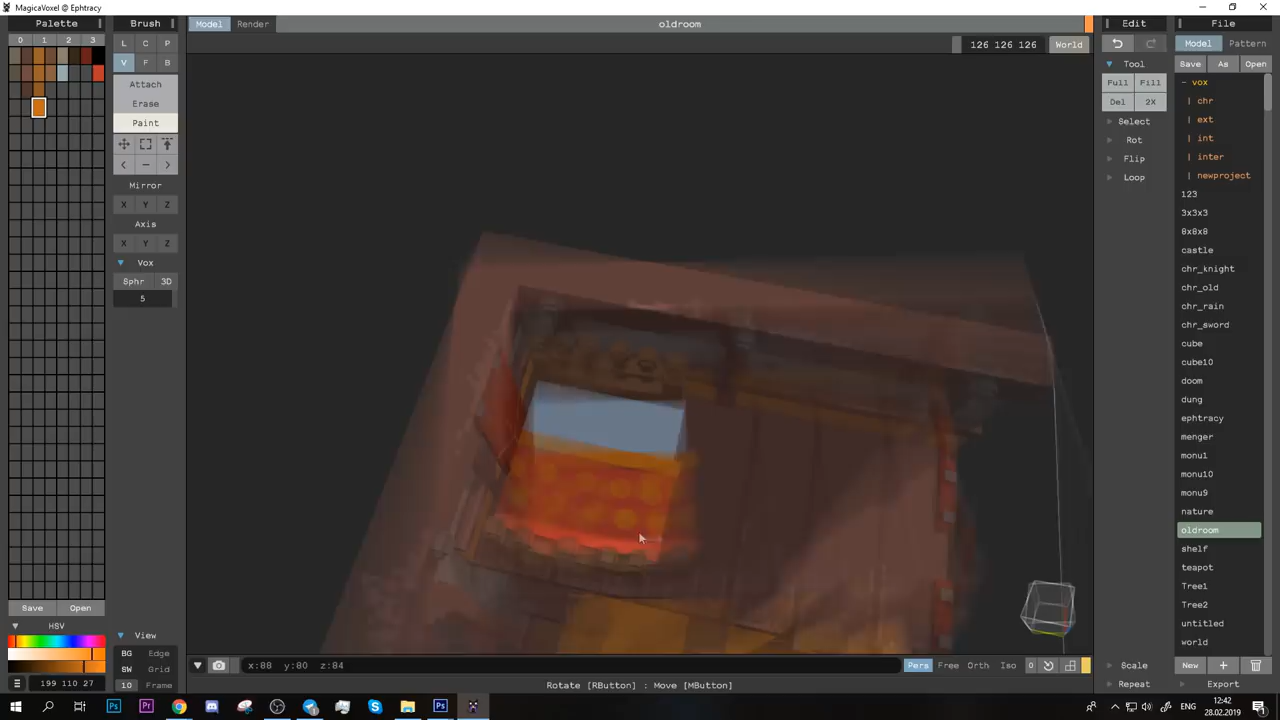 MagicaVoxel @ Ephtracy
Palette
Brush
Model
Render
oldroom
Edit
File
0 1 2 3
L C P
V F B
Attach
Erase
Paint
Mirror
X Y Z
Axis
X Y Z
Vox
Sphr 3D
5
126 126 126
World
Tool
Full Fill
Del 2X
Select
Rot
Flip
Loop
Model Pattern
Save As Open
- vox
| chr
| ext
| int
| inter
| newproject
123
3x3x3
8x8x8
castle
chr_knight
chr_old
chr_rain
chr_sword
cube
cube10
doom
dung
ephtracy
menger
monu1
monu10
monu9
nature
oldroom
shelf
teapot
Tree1
Tree2
untitled
world
Save Open
HSV
199 110 27
View
BG Edge
SW Grid
10 Frame
x:88 y:80 z:84
Pers Free Orth Iso 0
Rotate [RButton] : Move [MButton]
Scale
Repeat
New + 
Export
Ps Pr Ps
12:42
28.02.2019